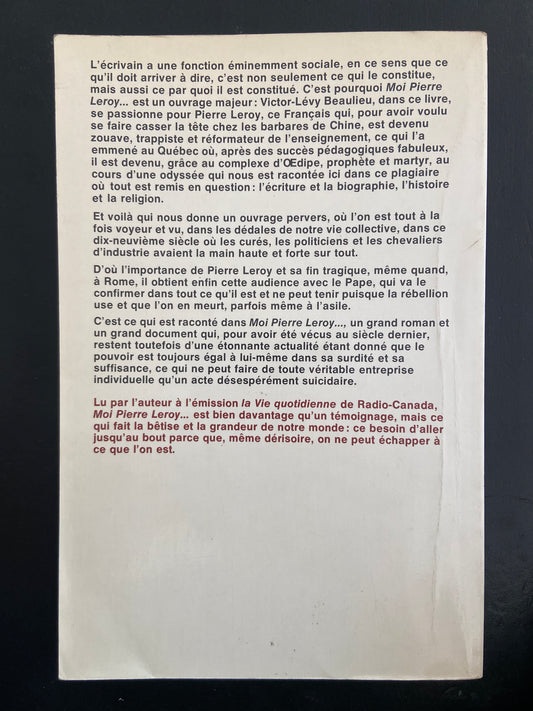 L'écrivain a une fonction éminemment sociale, en ce sens que ce
qu'il doit arriver à dire, c'est non seulement ce qui le constitue,
mais aussi ce par quoi il est constitué. C'est pourquoi Moi Pierre
Leroy... est un ouvrage majeur: Victor-Lévy Beaulieu, dans ce livre,
se passionne pour Pierre Leroy, ce Français qui, pour avoir voulu
se faire casser la tête chez les barbares de Chine, est devenu
zouave, trappiste et réformateur de l'enseignement, ce qui l'a
emmené au Québec où, après des succès pédagogiques fabuleux,
il est devenu, grâce au complexe d'Œdipe, prophète et martyr, au
cours d'une odyssée qui nous est racontée ici dans ce plagiaire
où tout est remis en question: l'écriture et la biographie, l'histoire
et la religion.
Et voilà qui nous donne un ouvrage pervers, où l'on est tout à la
fois voyeur et vu, dans les dédales de notre vie collective, dans ce
dix-neuvième siècle où les curés, les politiciens et les chevaliers
d'industrie avaient la main haute et forte sur tout.
D'où l'importance de Pierre Leroy et sa fin tragique, même quand,
à Rome, il obtient enfin cette audience avec le Pape, qui va le
confirmer dans tout ce qu'il est et ne peut tenir puisque la rébellion
use et que l'on en meurt, parfois même à l'asile.
C'est ce qui est raconté dans Moi Pierre Leroy..., un grand roman et
un grand document qui, pour avoir été vécus au siècle dernier,
restent toutefois d'une étonnante actualité étant donné que le
pouvoir est toujours égal à lui-même dans sa surdité et sa
suffisance, ce qui ne peut faire de toute véritable entreprise
individuelle qu'un acte désespérément suicidaire.
Lu par l'auteur à l'émission la Vie quotidienne de Radio-Canada,
Moi Pierre Leroy... est bien davantage qu'un témoignage, mais ce
qui fait la bêtise et la grandeur de notre monde: ce besoin d'aller
jusqu'au bout parce que, même dérisoire, on ne peut échapper à
ce que l'on est.